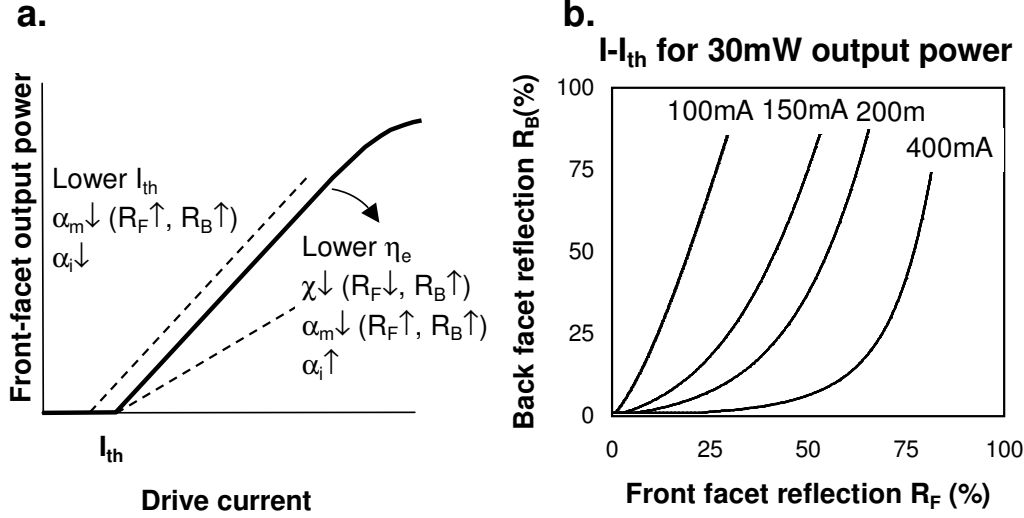 a.
Front-facet output power
Lower Ith
αm↓ (RF↑, RB↑)
αi↓
Lower ηe
χ↓ (RF↓, RB↑)
αm↓ (RF↑, RB↑)
αi↑
Ith
Drive current
b.
I-Ith for 30mW output power
Back facet reflection RB(%)
100
75
50
25
0
100mA 150mA 200m
400mA
0 25 50 75 100
Front facet reflection RF (%)